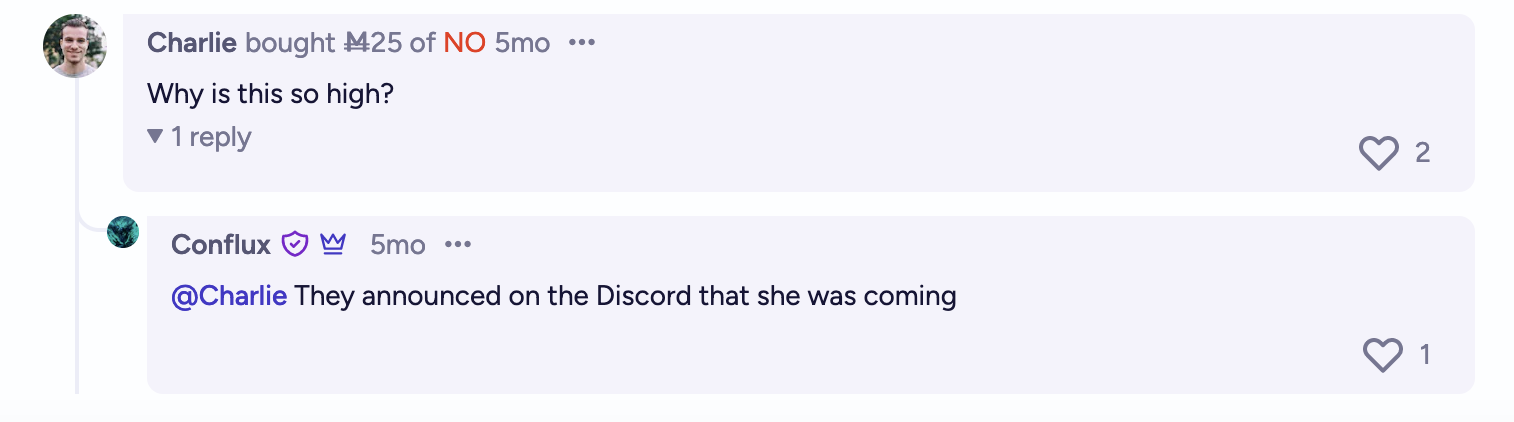 Charlie bought Ṁ25 of NO 5mo •••
Why is this so high?
▼ 1 reply
2
Conflux 5mo •••
@Charlie They announced on the Discord that she was coming
1